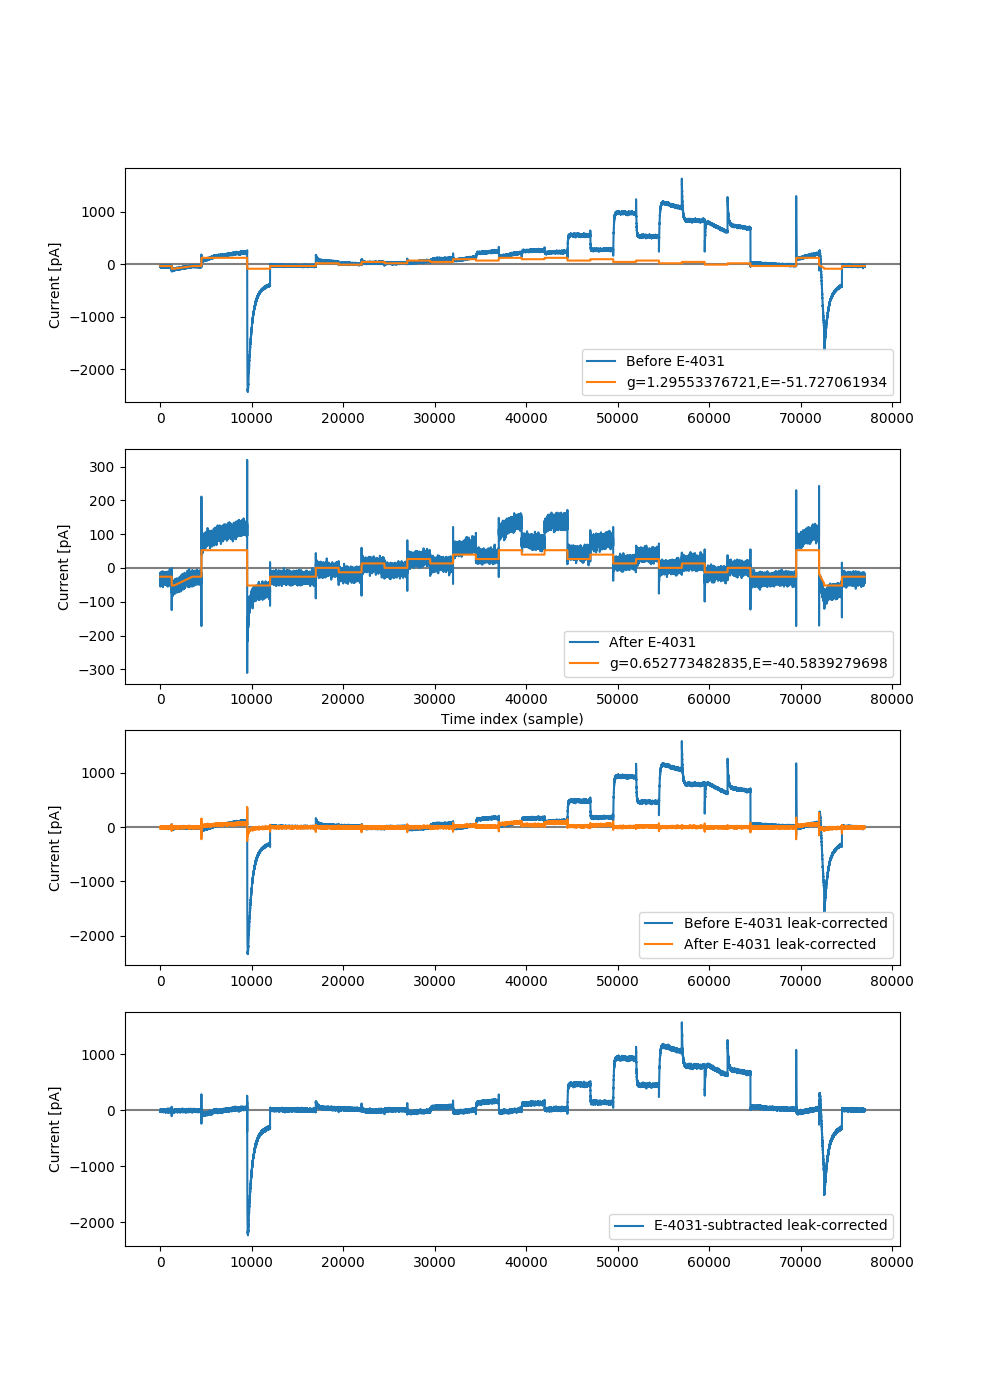 1000
0
−1000
−2000
Current [pA]
Before E-4031
g=1.29553376721,E=-51.727061934
0 10000 20000 30000 40000 50000 60000 70000 80000
300
200
100
0
−100
−200
−300
Current [pA]
After E-4031
g=0.652773482835,E=-40.5839279698
0 10000 20000 30000 40000 50000 60000 70000 80000
Time index (sample)
1000
0
−1000
−2000
Current [pA]
Before E-4031 leak-corrected
After E-4031 leak-corrected
0 10000 20000 30000 40000 50000 60000 70000 80000
1000
0
−1000
−2000
Current [pA]
E-4031-subtracted leak-corrected
0 10000 20000 30000 40000 50000 60000 70000 80000